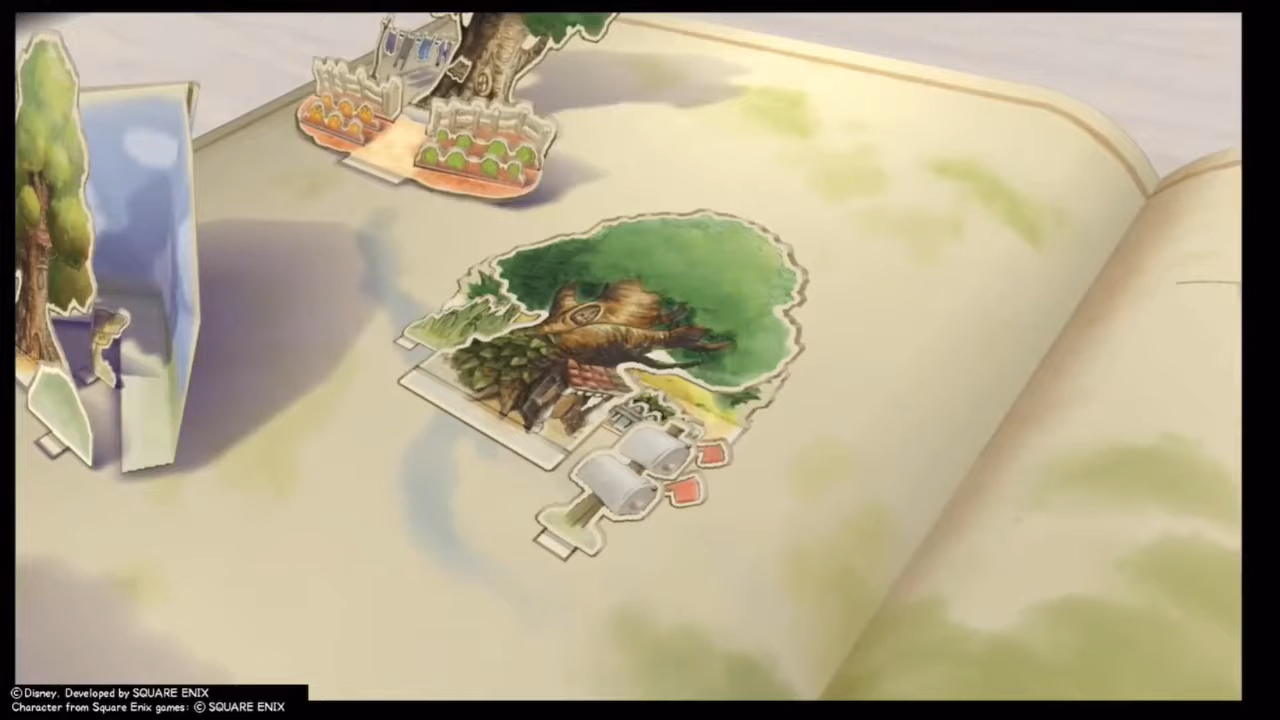 ©Disney. Developed by SQUARE ENIX
Character from Square Enix games: © SQUARE ENIX